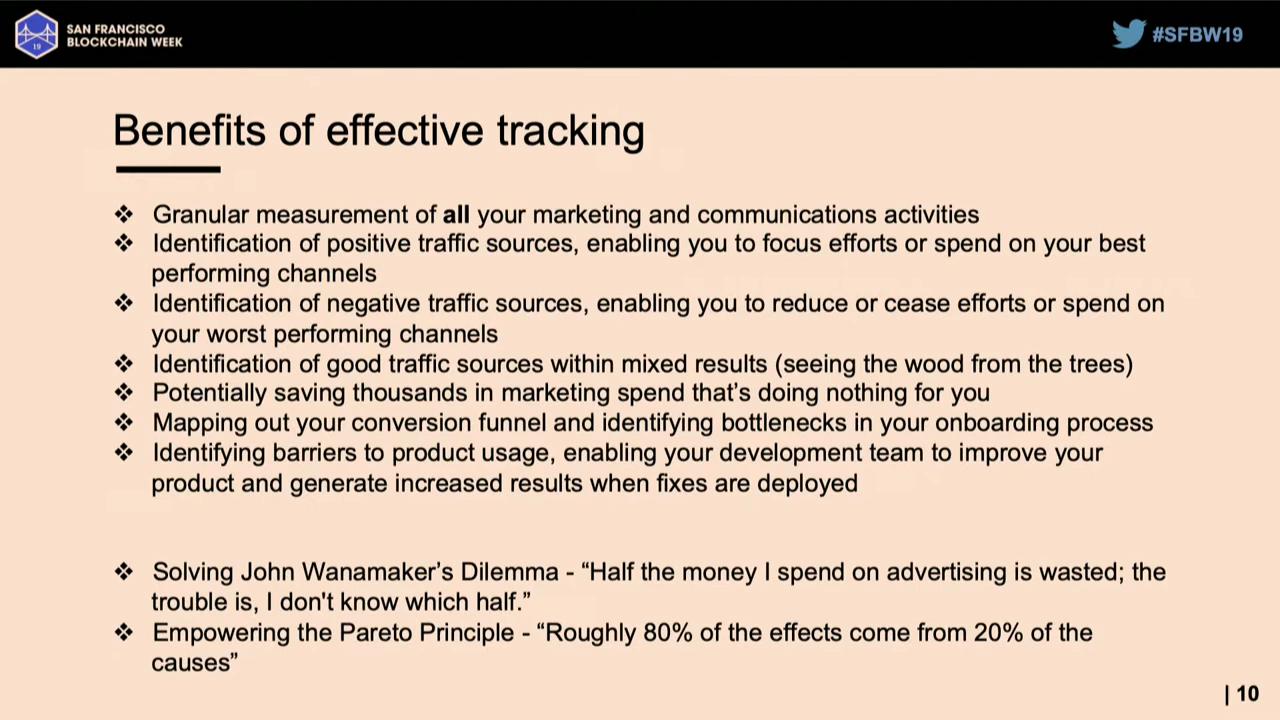 SAN FRANCISCO
BLOCKCHAIN WEEK
19
#SFBW19
Benefits of effective tracking
❖ Granular measurement of all your marketing and communications activities
❖ Identification of positive traffic sources, enabling you to focus efforts or spend on your best
performing channels
❖ Identification of negative traffic sources, enabling you to reduce or cease efforts or spend on
your worst performing channels
❖ Identification of good traffic sources within mixed results (seeing the wood from the trees)
❖ Potentially saving thousands in marketing spend that’s doing nothing for you
❖ Mapping out your conversion funnel and identifying bottlenecks in your onboarding process
❖ Identifying barriers to product usage, enabling your development team to improve your
product and generate increased results when fixes are deployed
❖ Solving John Wanamaker’s Dilemma - “Half the money I spend on advertising is wasted; the
trouble is, I don't know which half.”
❖ Empowering the Pareto Principle - “Roughly 80% of the effects come from 20% of the
causes”
| 10